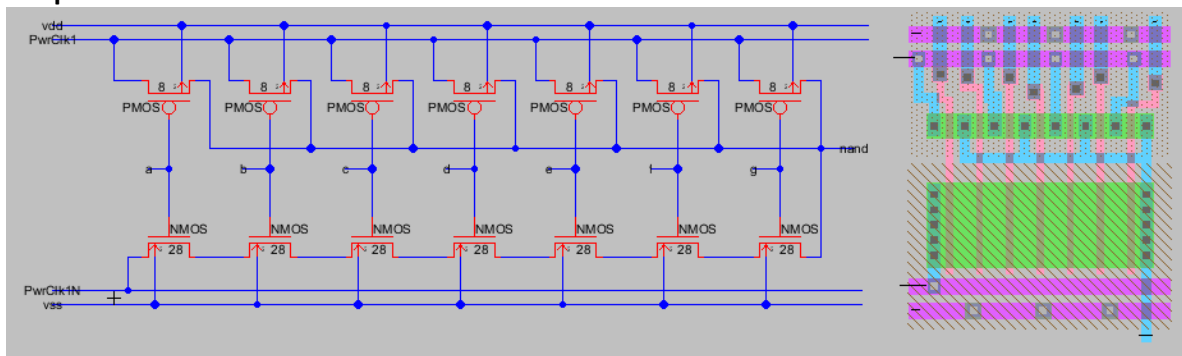 vdd
PwrClk1
8 8 8 8 8 8 8
PMOS PMOS PMOS PMOS PMOS PMOS PMOS
nand
a b c d e f g
NMOS NMOS NMOS NMOS NMOS NMOS NMOS
28 28 28 28 28 28 28
PwrClk1N
vss